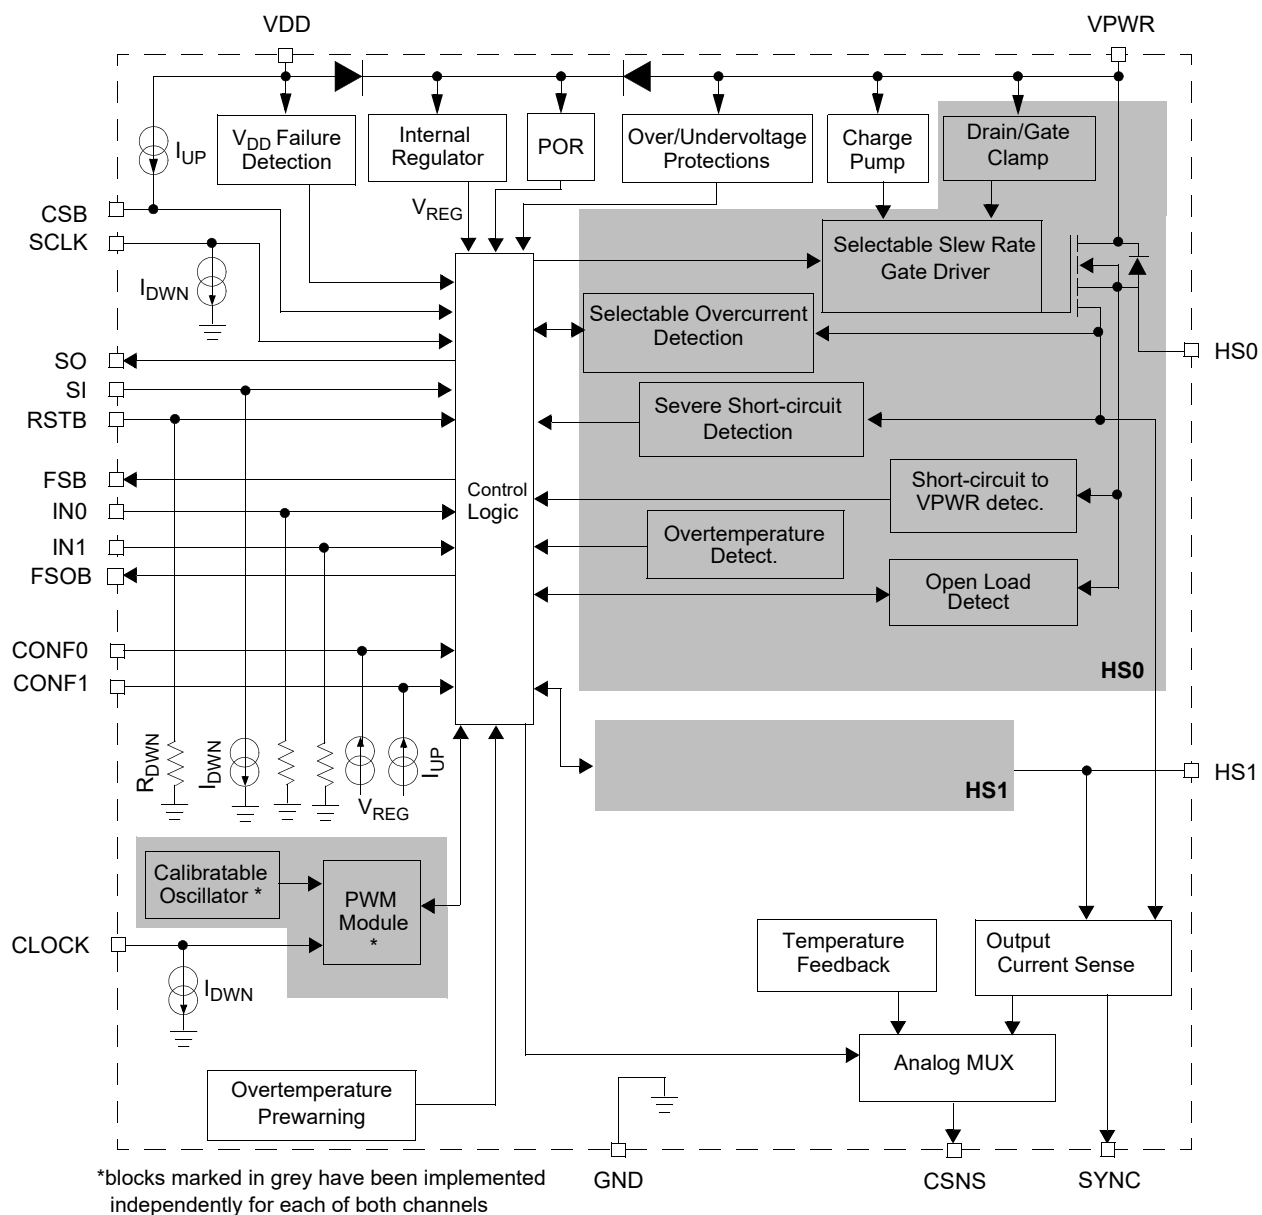 VDD
VPWR
VDD Failure
Detection
Internal
Regulator
POR
Over/Undervoltage
Protections
Charge
Pump
Drain/Gate
Clamp
IUP
CSB
SCLK
VREG
IDWN
Selectable Slew Rate
Gate Driver
Selectable Overcurrent
Detection
SO
SI
RSTB
HS0
Severe Short-circuit
Detection
FSB
IN0
IN1
FSOB
Control
Logic
Short-circuit to
VPWR detec.
Overtemperature
Detect.
Open Load
Detect
CONF0
CONF1
HS0
RDWN
IDWN
VREG
IUP
HS1
HS1
Calibratable
Oscillator *
PWM
Module
*
CLOCK
IDWN
Temperature
Feedback
Output
Current Sense
Analog MUX
Overtemperature
Prewarning
GND
CSNS
SYNC
*blocks marked in grey have been implemented
independently for each of both channels